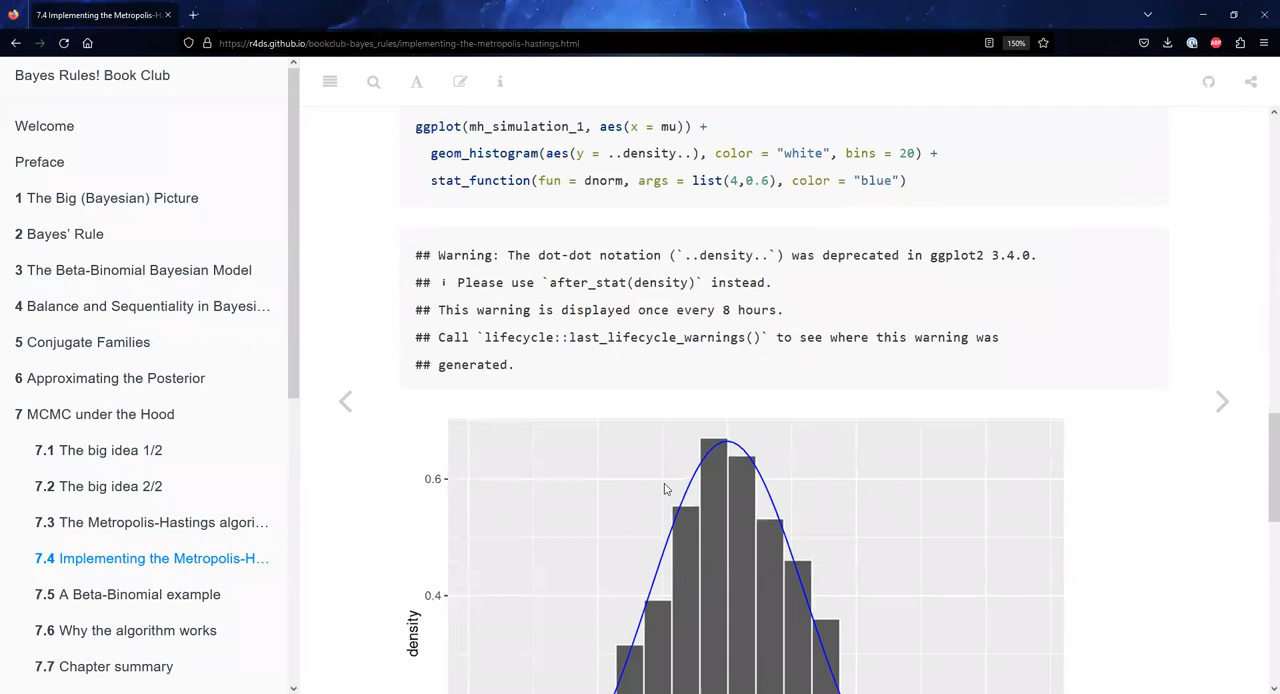 7.4 Implementing the Metropolis-H
https://r4ds.github.io/bookclub-bayes_rules/implementing-the-metropolis-hastings.html
150%
ABP
Bayes Rules! Book Club
Welcome
Preface
1 The Big (Bayesian) Picture
2 Bayes’ Rule
3 The Beta-Binomial Bayesian Model
4 Balance and Sequentiality in Bayesi…
5 Conjugate Families
6 Approximating the Posterior
7 MCMC under the Hood
7.1 The big idea 1/2
7.2 The big idea 2/2
7.3 The Metropolis-Hastings algori…
7.4 Implementing the Metropolis-H…
7.5 A Beta-Binomial example
7.6 Why the algorithm works
7.7 Chapter summary
ggplot(mh_simulation_1, aes(x = mu)) +
geom_histogram(aes(y = ..density..), color = "white", bins = 20) +
stat_function(fun = dnorm, args = list(4,0.6), color = "blue")
## Warning: The dot-dot notation (`..density..`) was deprecated in ggplot2 3.4.0.
## ℹ Please use `after_stat(density)` instead.
## This warning is displayed once every 8 hours.
## Call `lifecycle::last_lifecycle_warnings()` to see where this warning was
## generated.
0.6
0.4
density